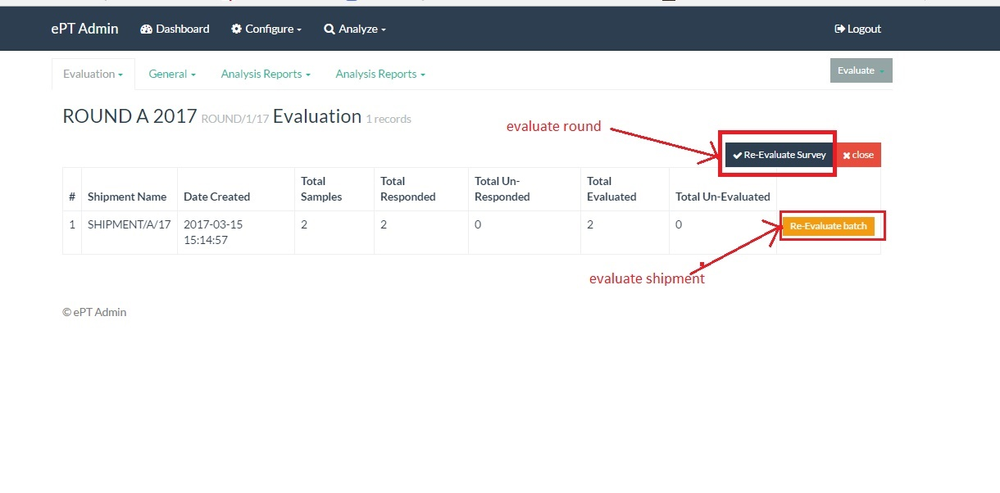 ePT Admin Dashboard Configure Analyze Logout
Evaluation General Analysis Reports Analysis Reports Evaluate
ROUND A 2017 ROUND/1/17 Evaluation 1 records
evaluate round
Re-Evaluate Survey close
# Shipment Name Date Created Total Samples Total Responded Total Un-Responded Total Evaluated Total Un-Evaluated
1 SHIPMENT/A/17 2017-03-15 2 2 0 2 0 Re-Evaluate batch
15:14:57
evaluate shipment
© ePT Admin